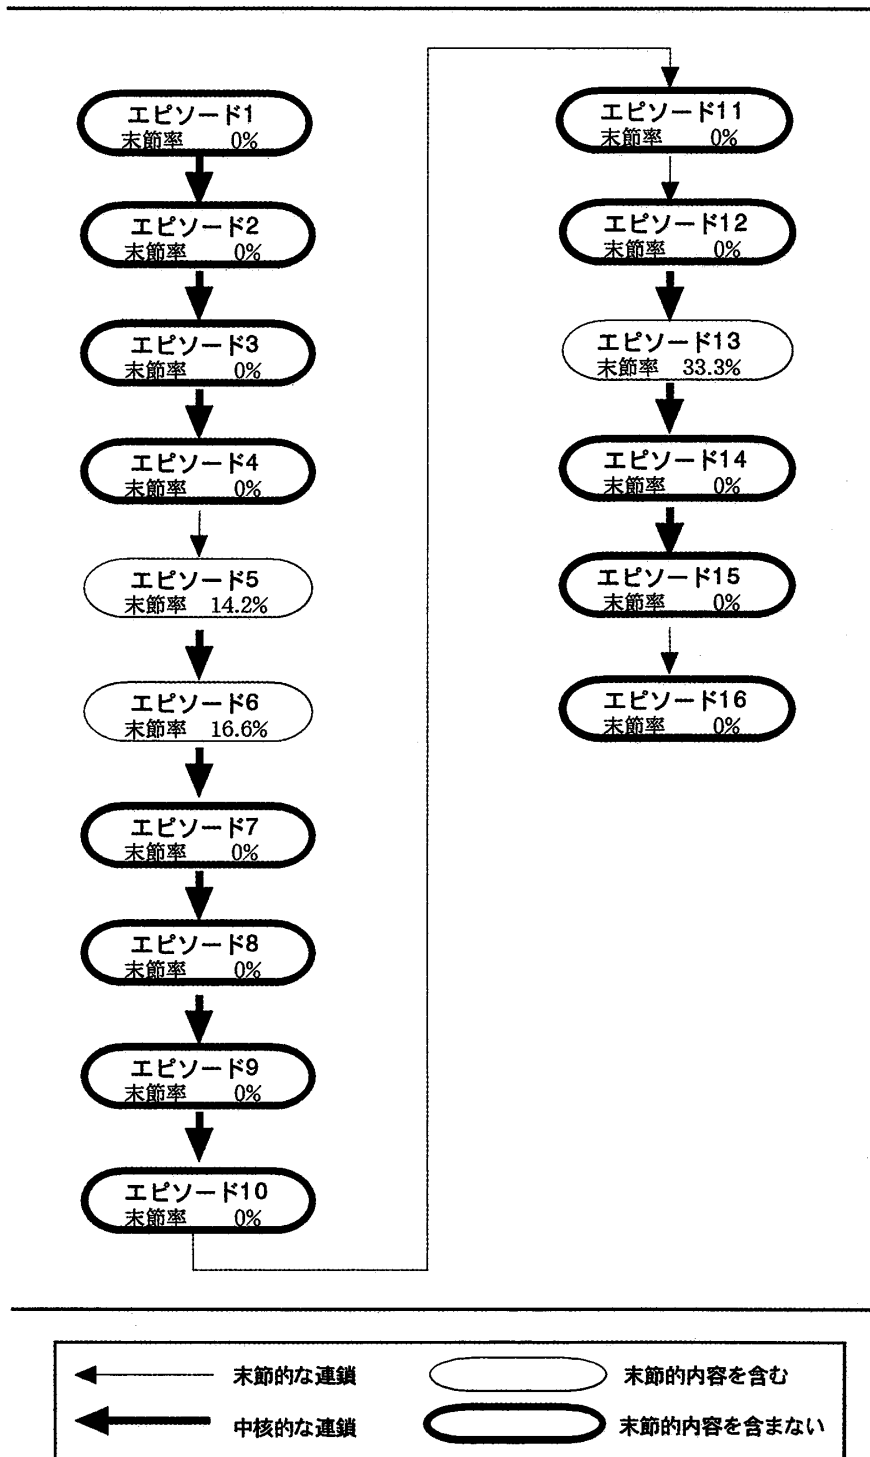 エピソード1
末節率 0%
エピソード2
末節率 0%
エピソード3
末節率 0%
エピソード4
末節率 0%
エピソード5
末節率 14.2%
エピソード6
末節率 16.6%
エピソード7
末節率 0%
エピソード8
末節率 0%
エピソード9
末節率 0%
エピソード10
末節率 0%
エピソード11
末節率 0%
エピソード12
末節率 0%
エピソード13
末節率 33.3%
エピソード14
末節率 0%
エピソード15
末節率 0%
エピソード16
末節率 0%
末節的な連鎖
末節的内容を含む
中核的な連鎖
末節的内容を含まない